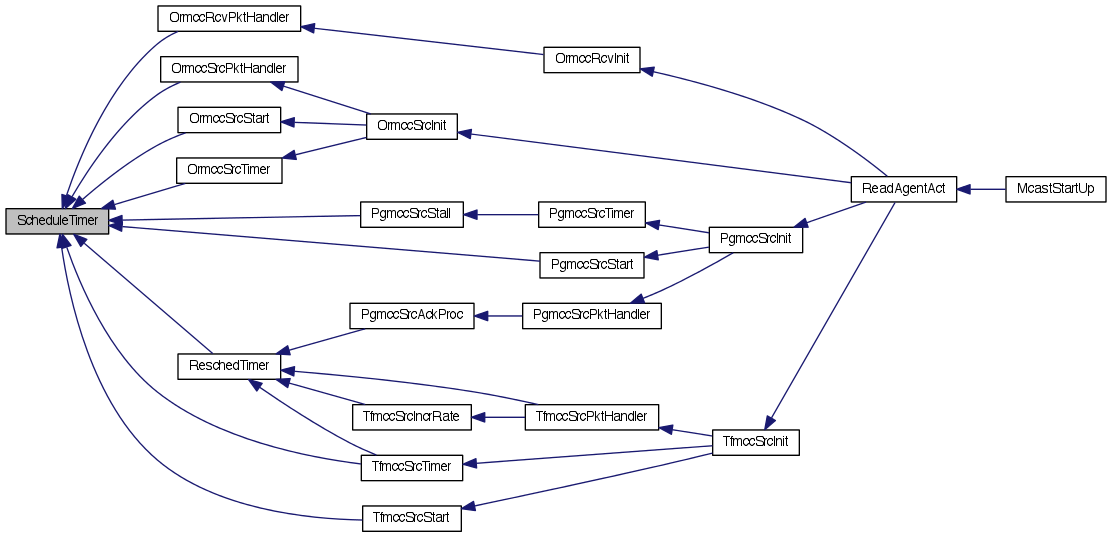 OrmccRcvPktHandler
OrmccRcvInit
OrmccSrcPktHandler
OrmccSrcStart
OrmccSrcInit
OrmccSrcTimer
ReadAgentAct
McastStartUp
ScheduleTimer
PgmccSrcStall
PgmccSrcTimer
PgmccSrcInit
PgmccSrcStart
PgmccSrcAckProc
PgmccSrcPktHandler
ReschedTimer
TfmccSrcIncrRate
TfmccSrcPktHandler
TfmccSrcInit
TfmccSrcTimer
TfmccSrcStart